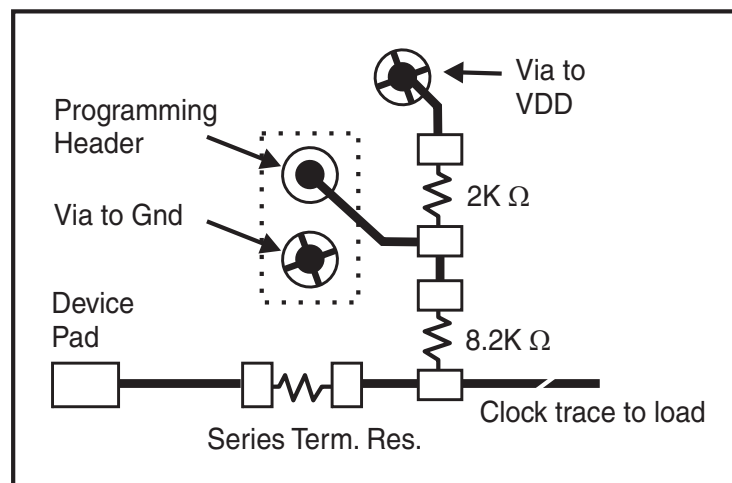 Via to
VDD
Programming
Header
2K Ω
Via to Gnd
Device
Pad
8.2K Ω
Clock trace to load
Series Term. Res.